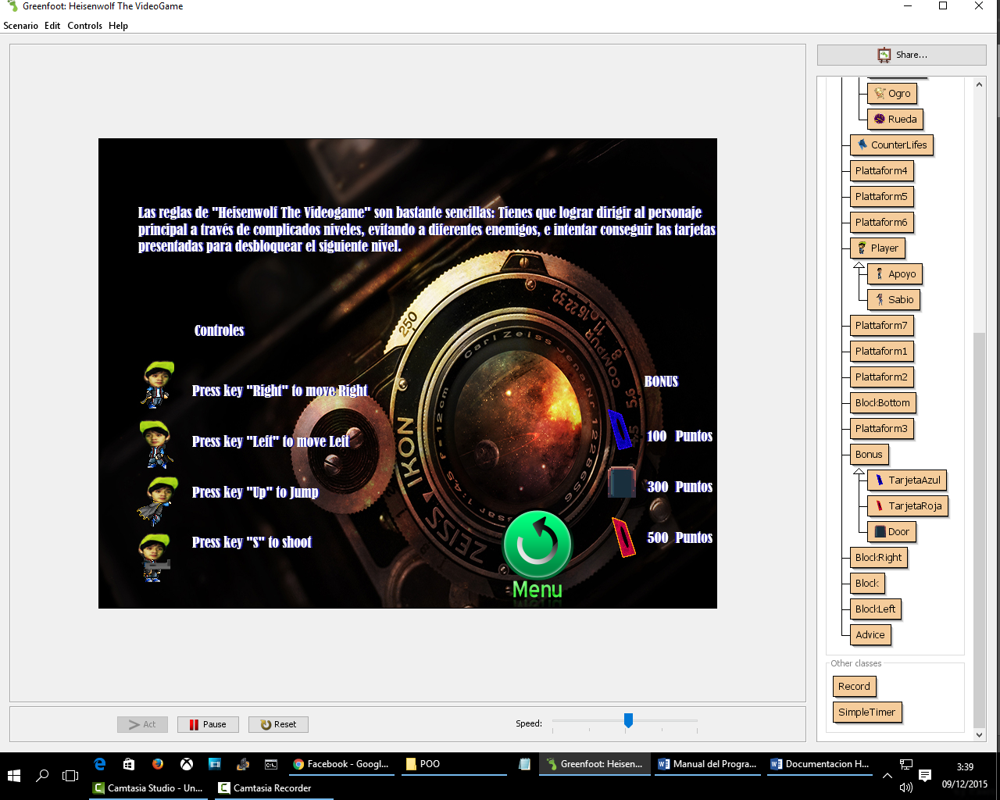 Greenfoot: Heisenwolf The VideoGame
Scenario Edit Controls Help
Share...
Ogro
Rueda
CounterLifes
Plattaform4
Plattaform5
Plattaform6
Player
Apoyo
Sabio
Plattaform7
Plattaform1
Plattaform2
BlockBottom
Plattaform3
Bonus
TarjetaAzul
TarjetaRoja
Door
BlockRight
Block
BlockLeft
Advice
Other classes
Record
SimpleTimer
Las reglas de "Heisenwolf The Videogame" son bastante sencillas: Tienes que lograr dirigir al personaje
principal a través de complicados niveles, evitando a diferentes enemigos, e intentar conseguir las tarjetas
presentadas para desbloquear el siguiente nivel.
Controles
Press key "Right" to move Right
Press key "Left" to move Left
Press key "Up" to Jump
Press key "S" to shoot
BONUS
100 Puntos
300 Puntos
500 Puntos
Menu
250
Carl Zeiss Jena Nr 1228656
1:4.5 F=12cm
COMPUR
ZEISS IKON
Act Pause Reset Speed:
Facebook - Googl...
POO
Greenfoot: Heisen...
Manual del Progra...
Documentacion H...
Camtasia Studio - Un...
Camtasia Recorder
3:39
09/12/2015